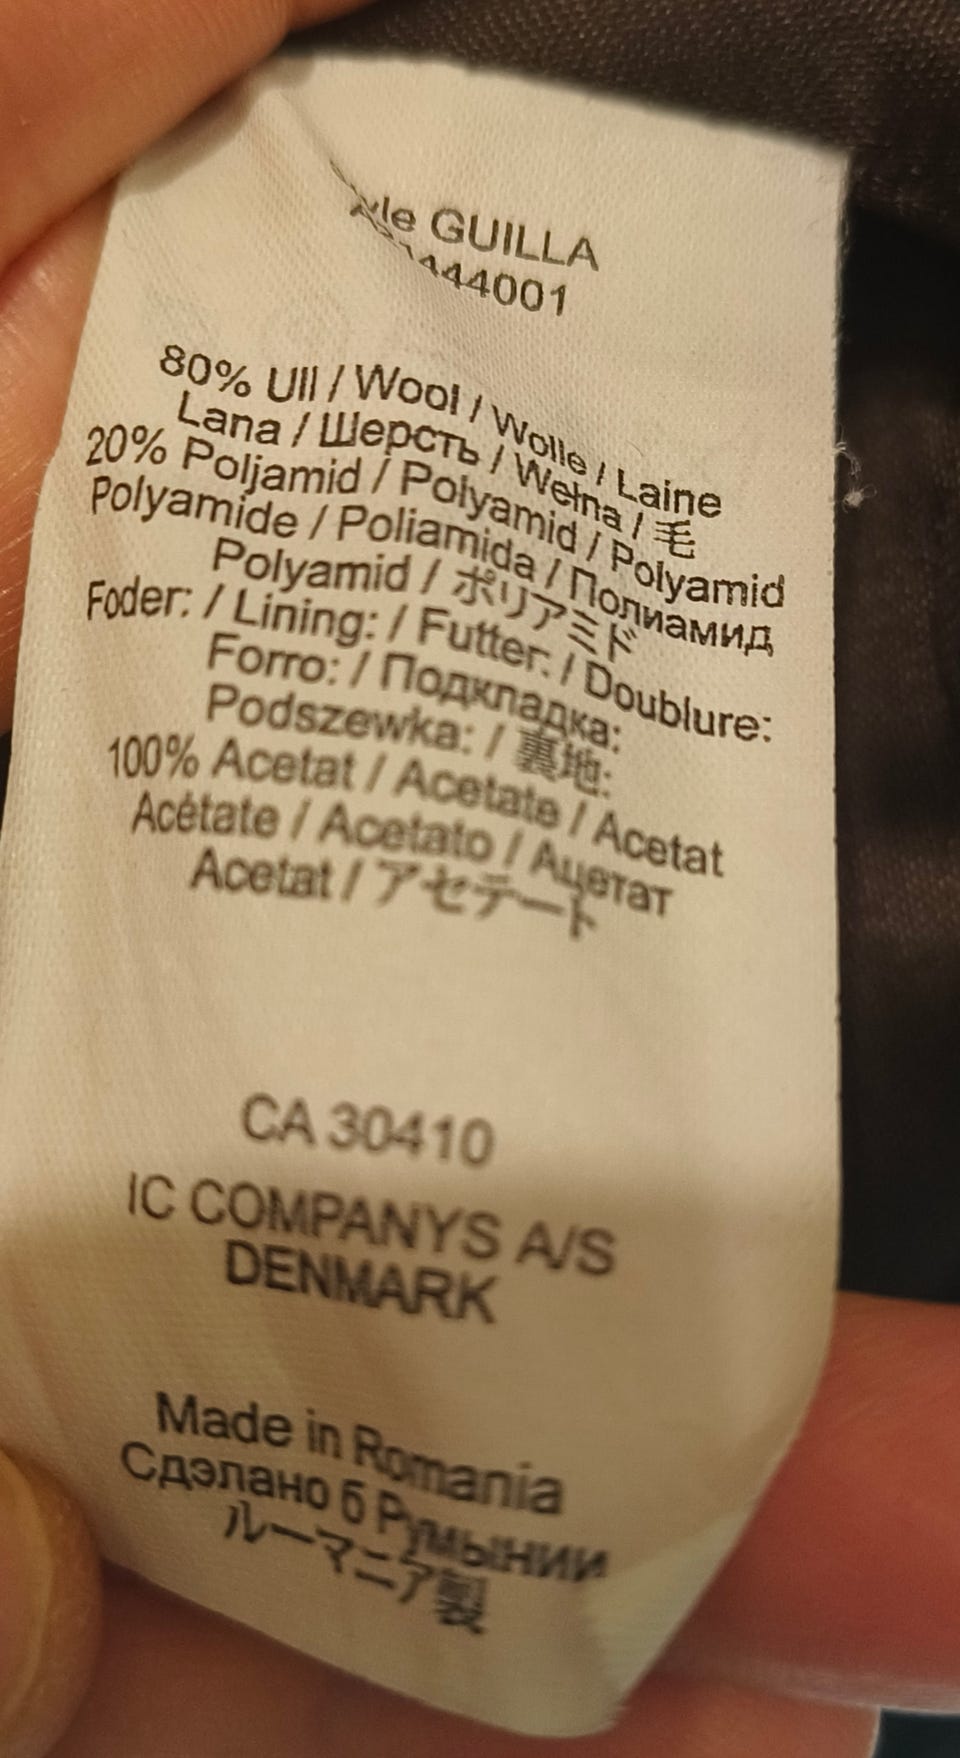 GUILLA
444001
80% Ull / Wool / Wolle / Laine
Lana / Шерсть / Wełna / 毛
20% Poljamid / Polyamid / Polyamid
Polyamide / Poliamida / Полиамид
Polyamid / ポリアミド
Foder: / Lining: / Futter: / Doublure:
Forro: / Подкладка:
Podszewka: / 裏地:
100% Acetat / Acetate / Acetat
Acétate / Acetato / Ацетат
Acetat / アセテート
CA 30410
IC COMPANYS A/S
DENMARK
Made in Romania
Сдэлано б Румынии
ルーマニア製